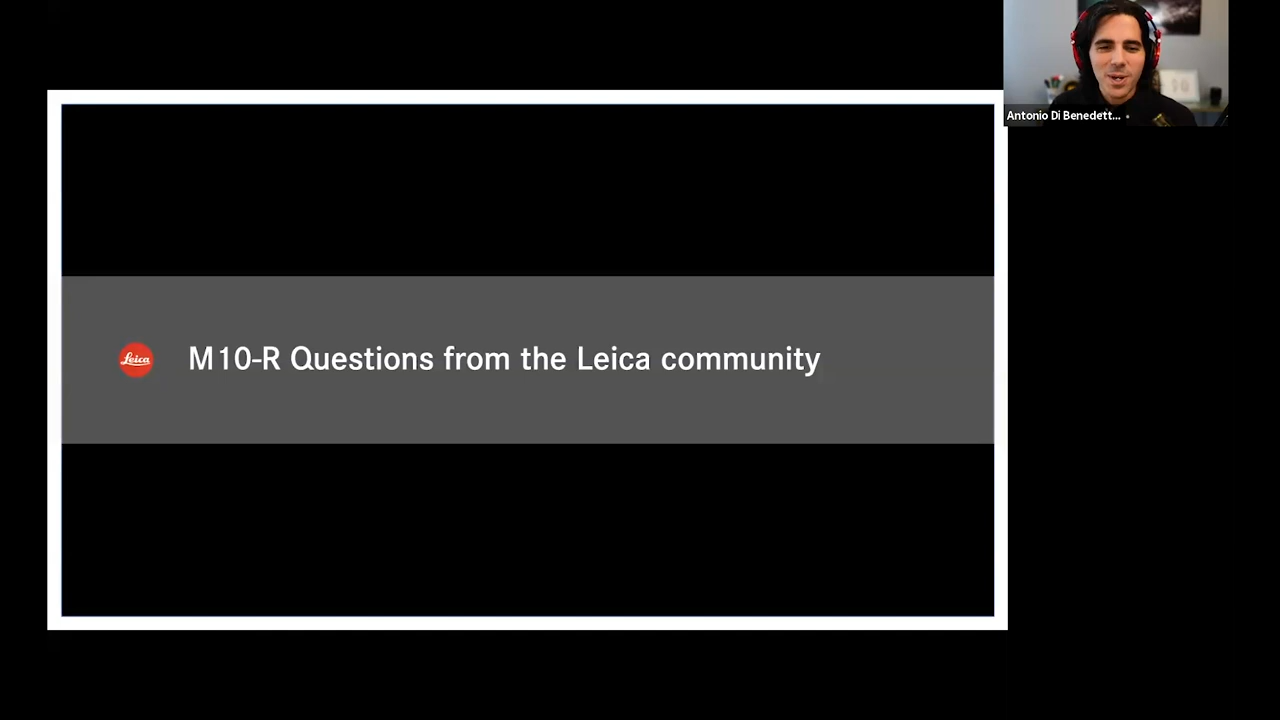 Antonio Di Benedett...
Leica
M10-R Questions from the Leica community